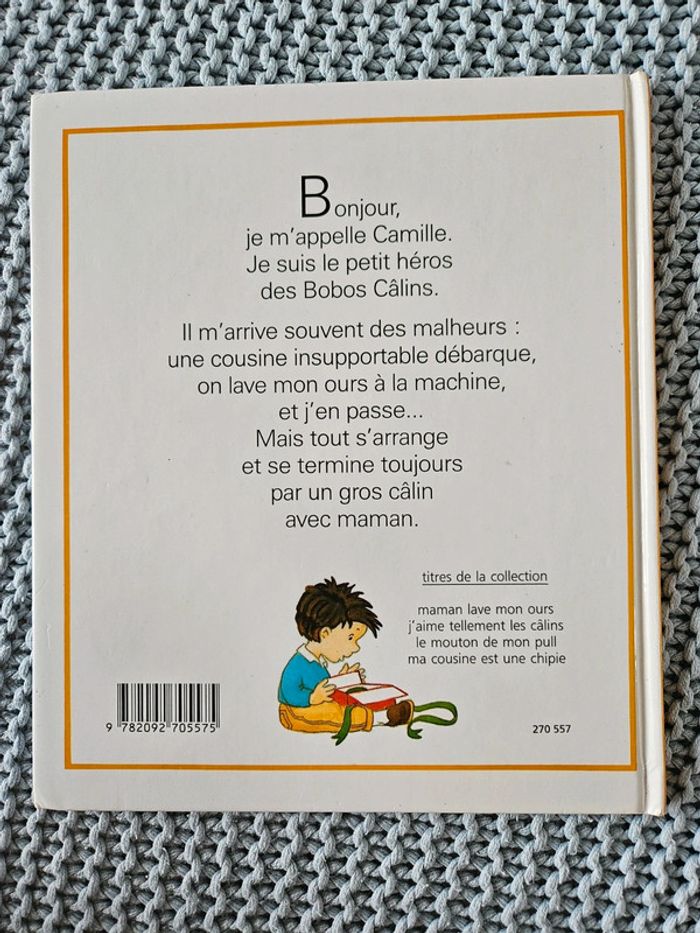 Bonjour,
je m'appelle Camille.
Je suis le petit héros
des Bobos Câlins.
Il m'arrive souvent des malheurs :
une cousine insupportable débarque,
on lave mon ours à la machine,
et j'en passe...
Mais tout s'arrange
et se termine toujours
par un gros câlin
avec maman.
titres de la collection
maman lave mon ours
j'aime tellement les câlins
le mouton de mon pull
ma cousine est une chipie
9 782092 705575
270 557